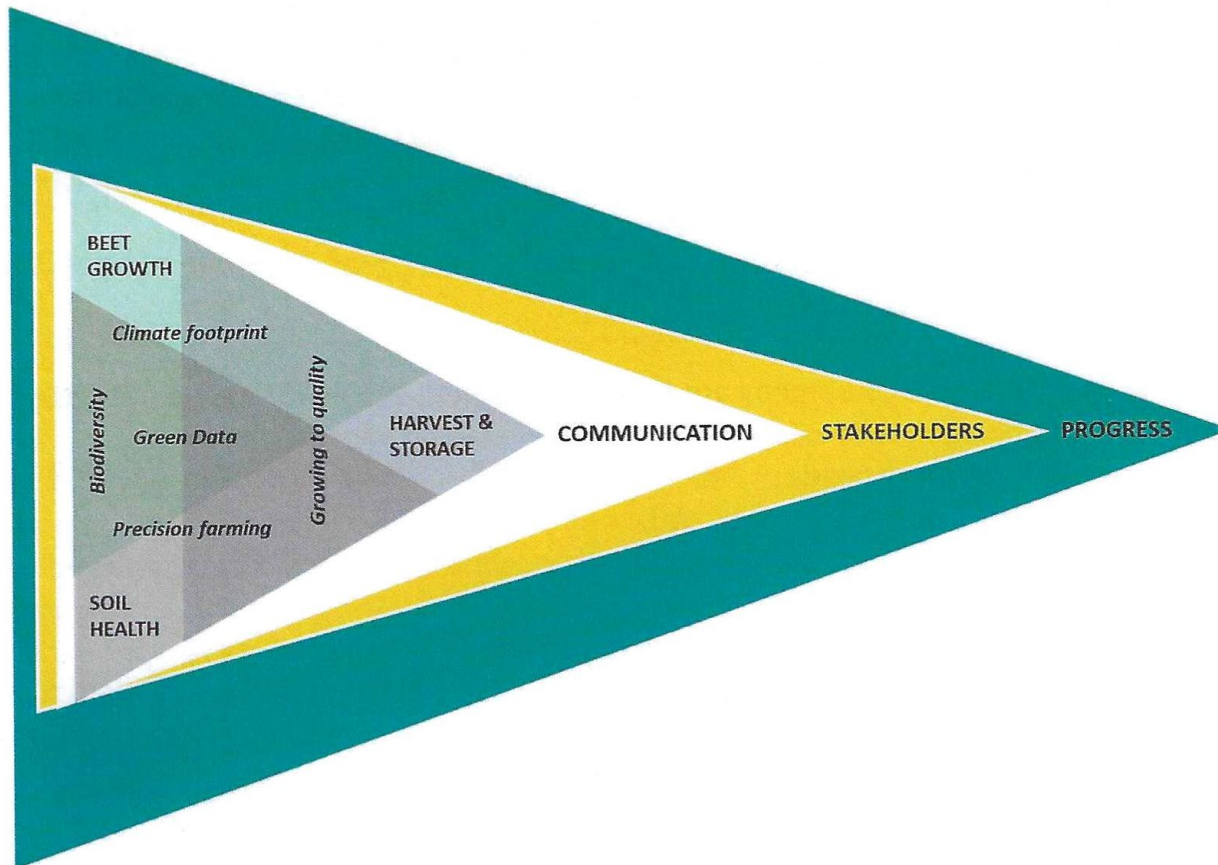 BEET
GROWTH
Climate footprint
Biodiversity
Green Data
Growing to quality
HARVEST &
STORAGE
COMMUNICATION
STAKEHOLDERS
PROGRESS
Precision farming
SOIL
HEALTH